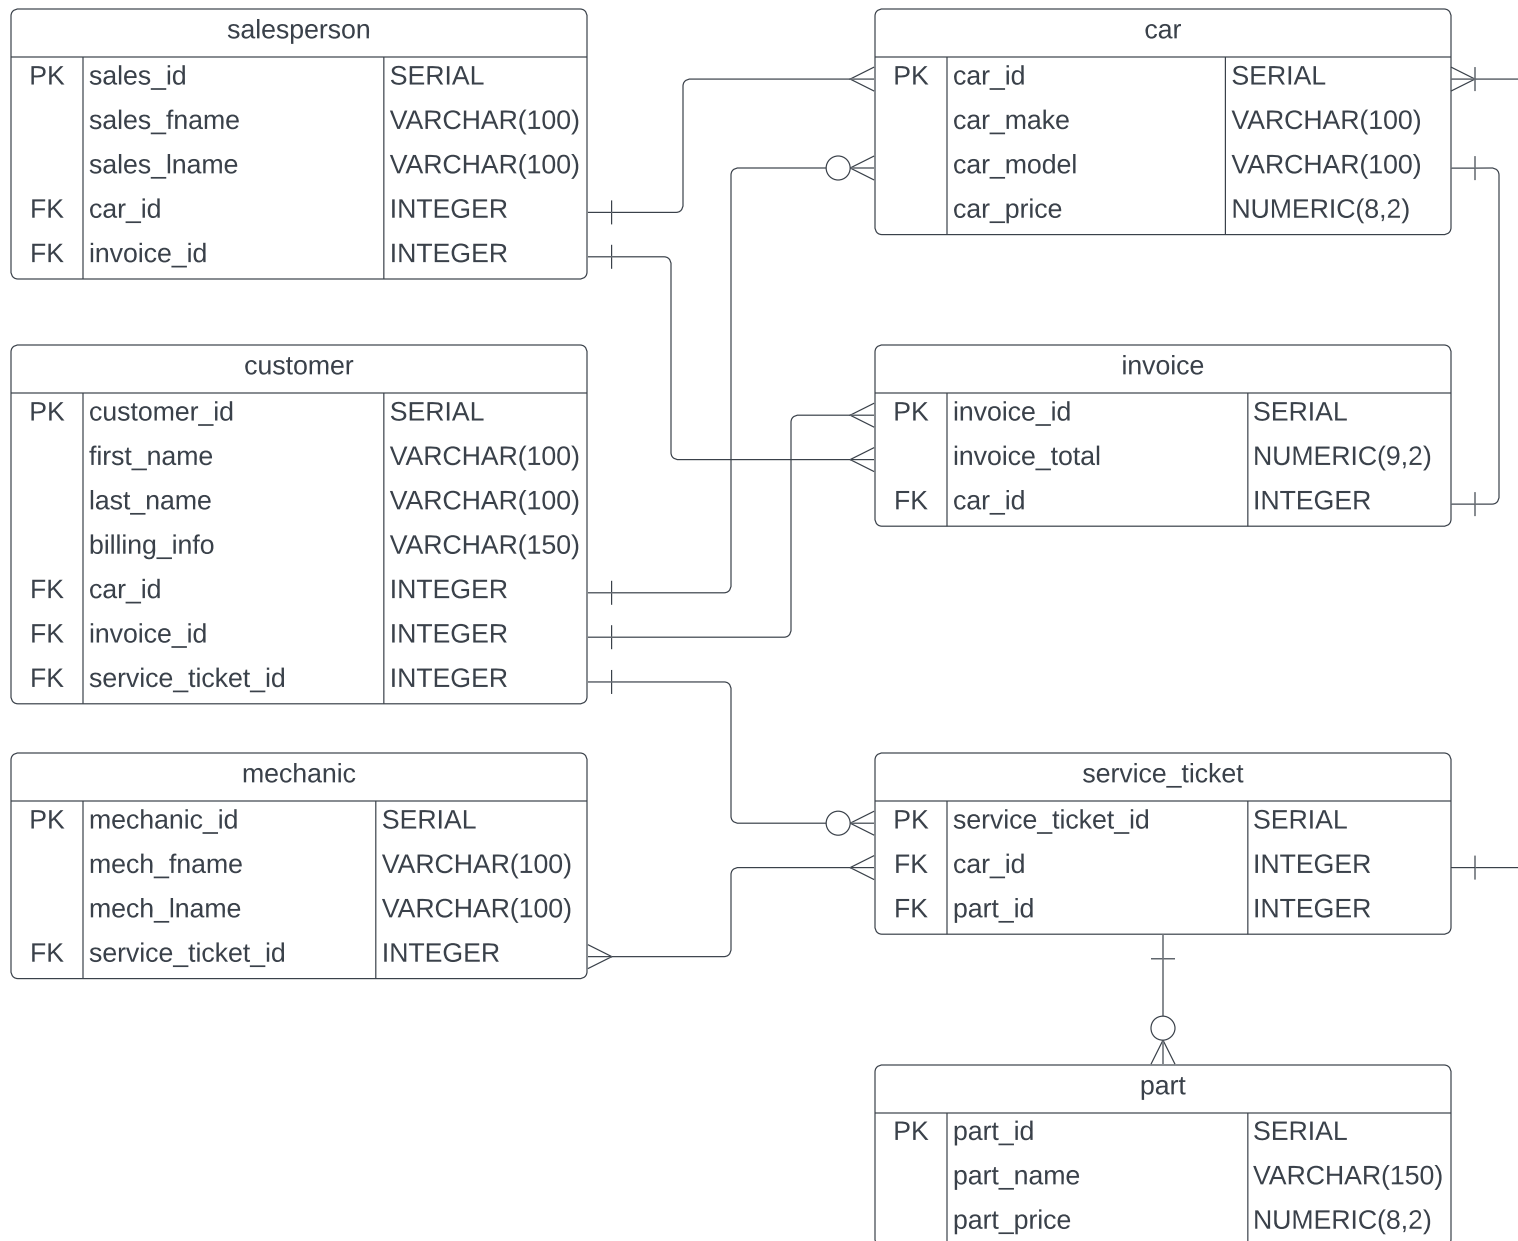 salesperson
PK sales_id SERIAL
sales_fname VARCHAR(100)
sales_lname VARCHAR(100)
FK car_id INTEGER
FK invoice_id INTEGER
car
PK car_id SERIAL
car_make VARCHAR(100)
car_model VARCHAR(100)
car_price NUMERIC(8,2)
customer
PK customer_id SERIAL
first_name VARCHAR(100)
last_name VARCHAR(100)
billing_info VARCHAR(150)
FK car_id INTEGER
FK invoice_id INTEGER
FK service_ticket_id INTEGER
invoice
PK invoice_id SERIAL
invoice_total NUMERIC(9,2)
FK car_id INTEGER
mechanic
PK mechanic_id SERIAL
mech_fname VARCHAR(100)
mech_lname VARCHAR(100)
FK service_ticket_id INTEGER
service_ticket
PK service_ticket_id SERIAL
FK car_id INTEGER
FK part_id INTEGER
part
PK part_id SERIAL
part_name VARCHAR(150)
part_price NUMERIC(8,2)